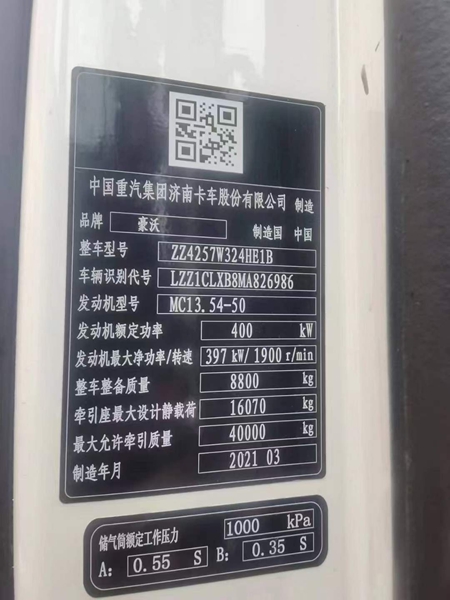 中国重汽集团济南卡车股份有限公司 制造
品牌 豪沃 制造国 中国
整车型号 ZZ4257W324HE1B
车辆识别代号 LZZ1CLXB8MA826986
发动机型号 MC13.54-50
发动机额定功率 400 kW
发动机最大净功率/转速 397 kW/ 1900 r/min
整车整备质量 8800 kg
牵引座最大设计静载荷 16070 kg
最大允许牵引质量 40000 kg
制造年月 2021 03
储气筒额定工作压力 1000 kPa
A: 0.55 S B: 0.35 S